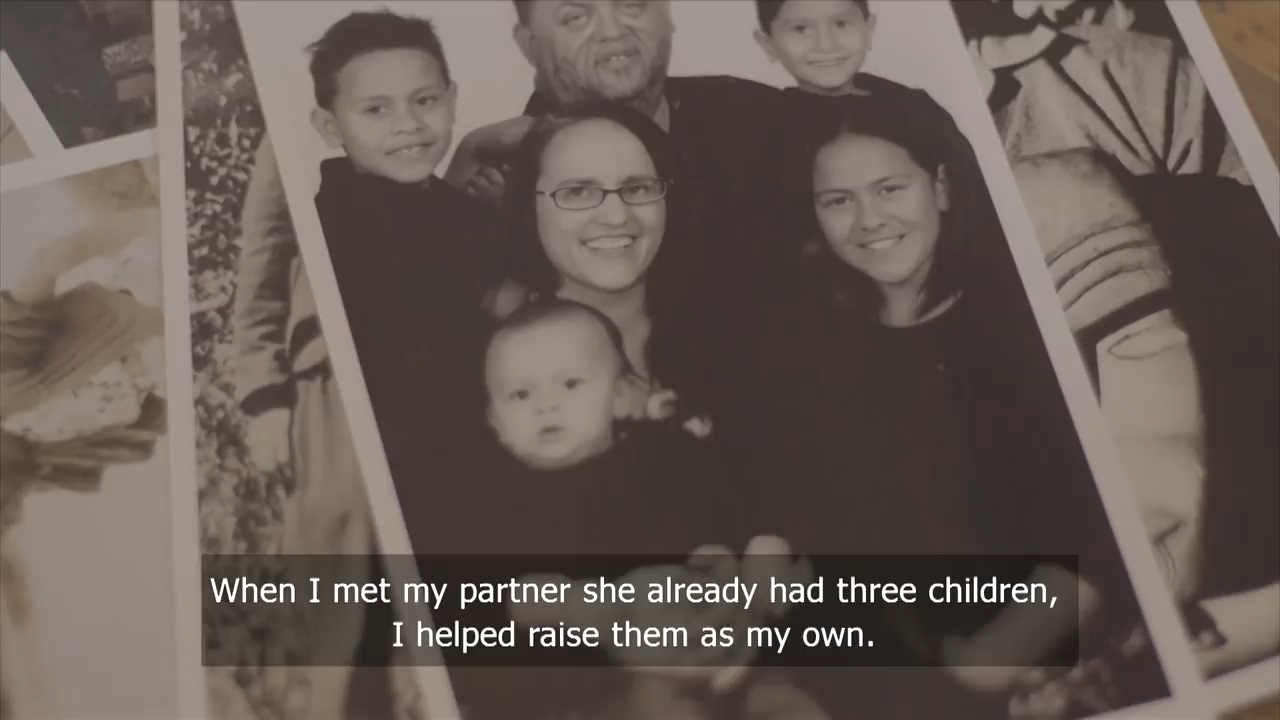 When I met my partner she already had three children,
I helped raise them as my own.